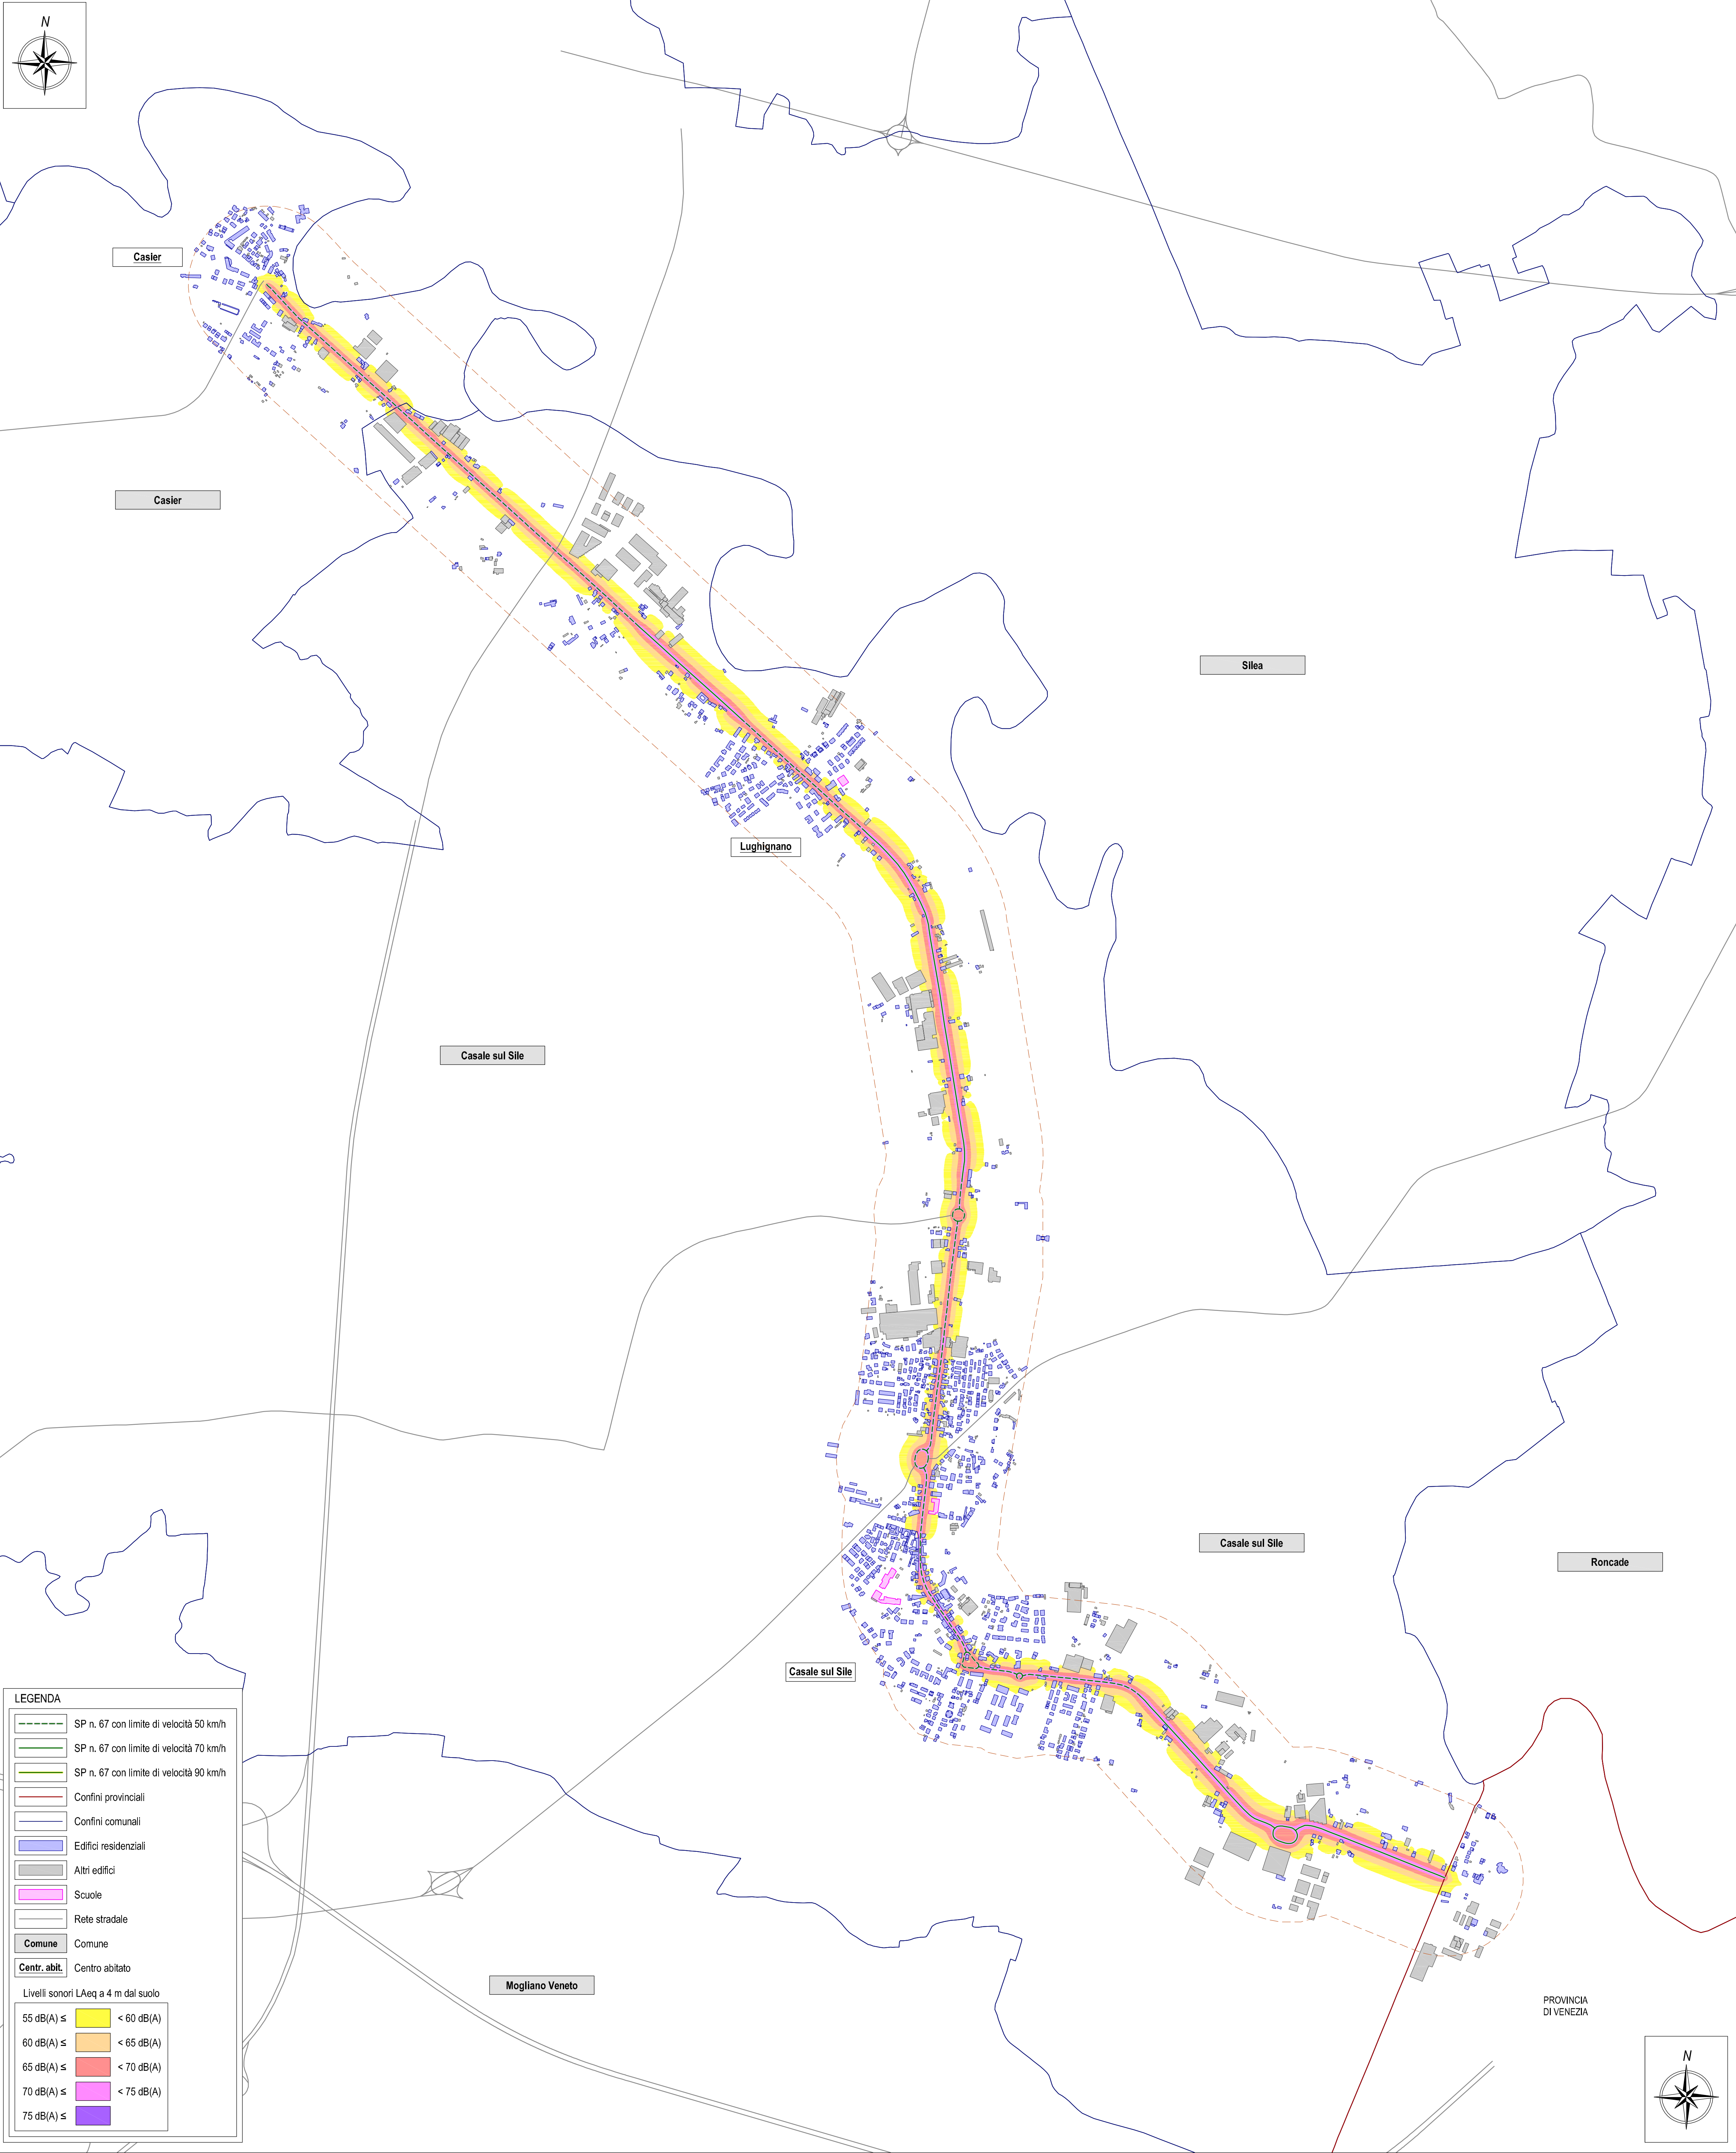 N
Casier
Casier
Silea
Lughignano
Casale sul Sile
Casale sul Sile
Roncade
Casale sul Sile
Mogliano Veneto
PROVINCIA
DI VENEZIA
N
LEGENDA
SP n. 67 con limite di velocità 50 km/h
SP n. 67 con limite di velocità 70 km/h
SP n. 67 con limite di velocità 90 km/h
Confini provinciali
Confini comunali
Edifici residenziali
Altri edifici
Scuole
Rete stradale
Comune Comune
Centr. abit. Centro abitato
Livelli sonori LAeq a 4 m dal suolo
55 dB(A) ≤ < 60 dB(A)
60 dB(A) ≤ < 65 dB(A)
65 dB(A) ≤ < 70 dB(A)
70 dB(A) ≤ < 75 dB(A)
75 dB(A) ≤